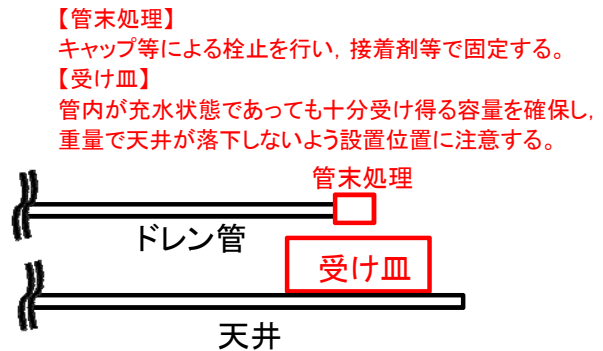 【管末処理】
キャップ等による栓止を行い，接着剤等で固定する。
【受け皿】
管内が充水状態であっても十分受け得る容量を確保し，
重量で天井が落下しないよう設置位置に注意する。
管末処理
ドレン管
受け皿
天井